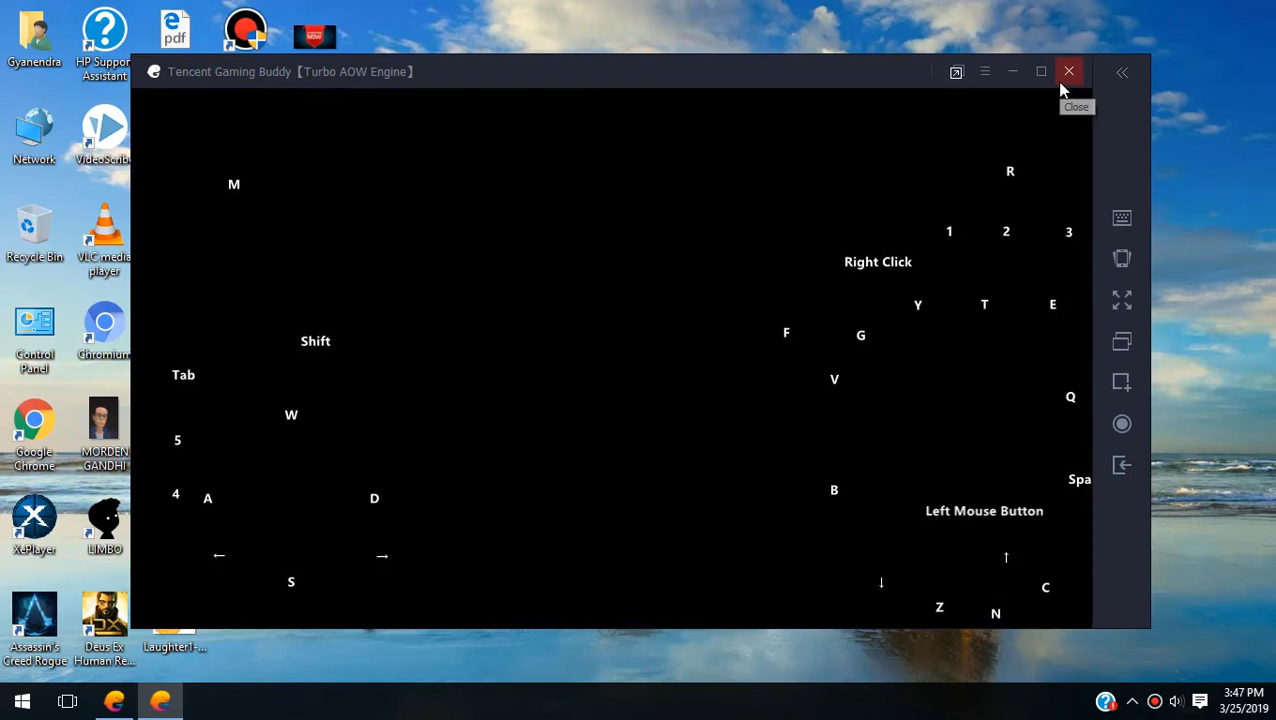 Gyanendra
HP Support
Assistant
pdf
NOW
Tencent Gaming Buddy【Turbo AOW Engine】
Close
M
R
1 2 3
Right Click
Y T E
F G
Shift
V
Tab
Q
W
5
4 A D
B
Spa
Left Mouse Button
← →
↑
S
↓
C
Z N
Network
VideoScribe
Recycle Bin
VLC media
player
Control
Panel
Chromium
Google
Chrome
MORDEN
GANDHI
XePlayer
LIMBO
Assassin's
Creed Rogue
Deus Ex
Human Re...
Laughter1-...
3:47 PM
3/25/2019